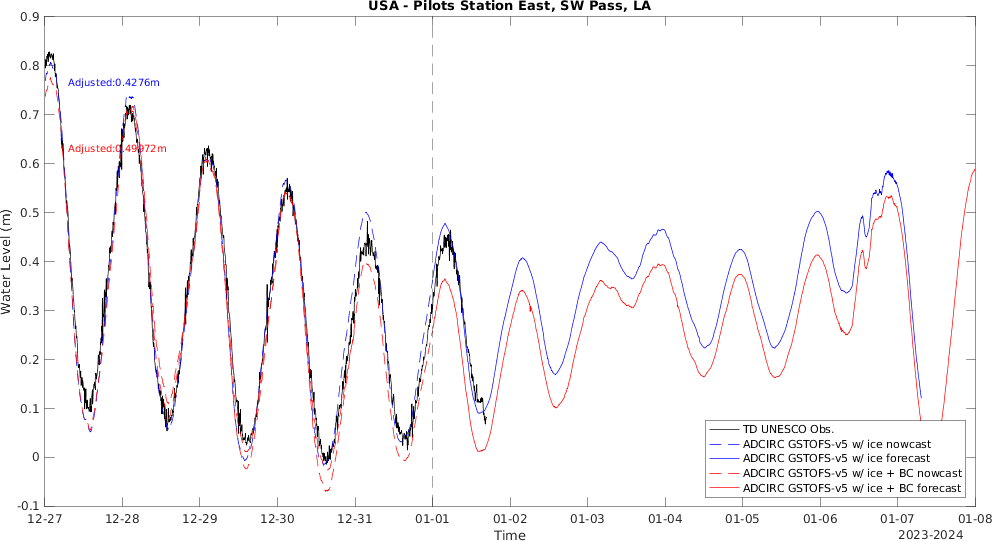 USA - Pilots Station East, SW Pass, LA
0.9
0.8
0.7
0.6
0.5
0.4
0.3
0.2
0.1
0
-0.1
Water Level (m)
Adjusted:0.4276m
Adjusted:0.49972m
TD UNESCO Obs.
ADCIRC GSTOFS-v5 w/ ice nowcast
ADCIRC GSTOFS-v5 w/ ice forecast
ADCIRC GSTOFS-v5 w/ ice + BC nowcast
ADCIRC GSTOFS-v5 w/ ice + BC forecast
12-27 12-28 12-29 12-30 12-31 01-01 01-02 01-03 01-04 01-05 01-06 01-07 01-08
Time
2023-2024